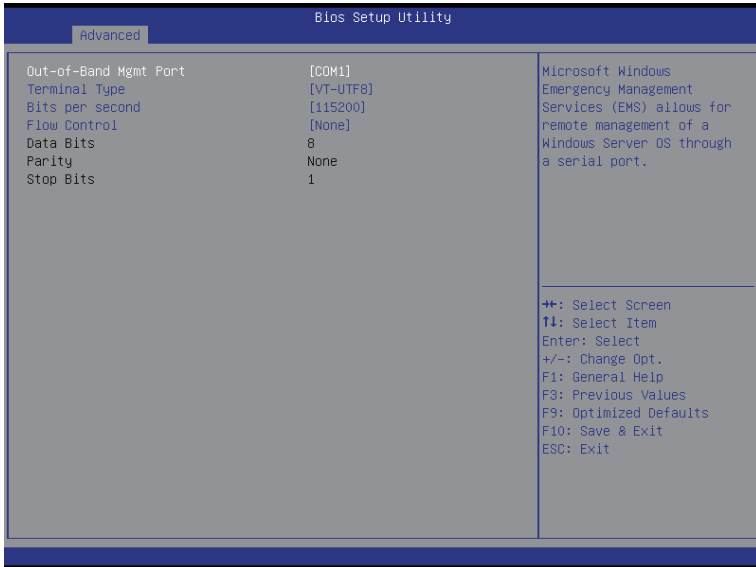 Bios Setup Utility
Advanced
Out-of-Band Mgmt Port [COM1]
Terminal Type [VT-UTF8]
Bits per second [115200]
Flow Control [None]
Data Bits 8
Parity None
Stop Bits 1
Microsoft Windows
Emergency Management
Services (EMS) allows for
remote management of a
Windows Server OS through
a serial port.
→←: Select Screen
↑↓: Select Item
Enter: Select
+/-: Change Opt.
F1: General Help
F3: Previous Values
F9: Optimized Defaults
F10: Save & Exit
ESC: Exit